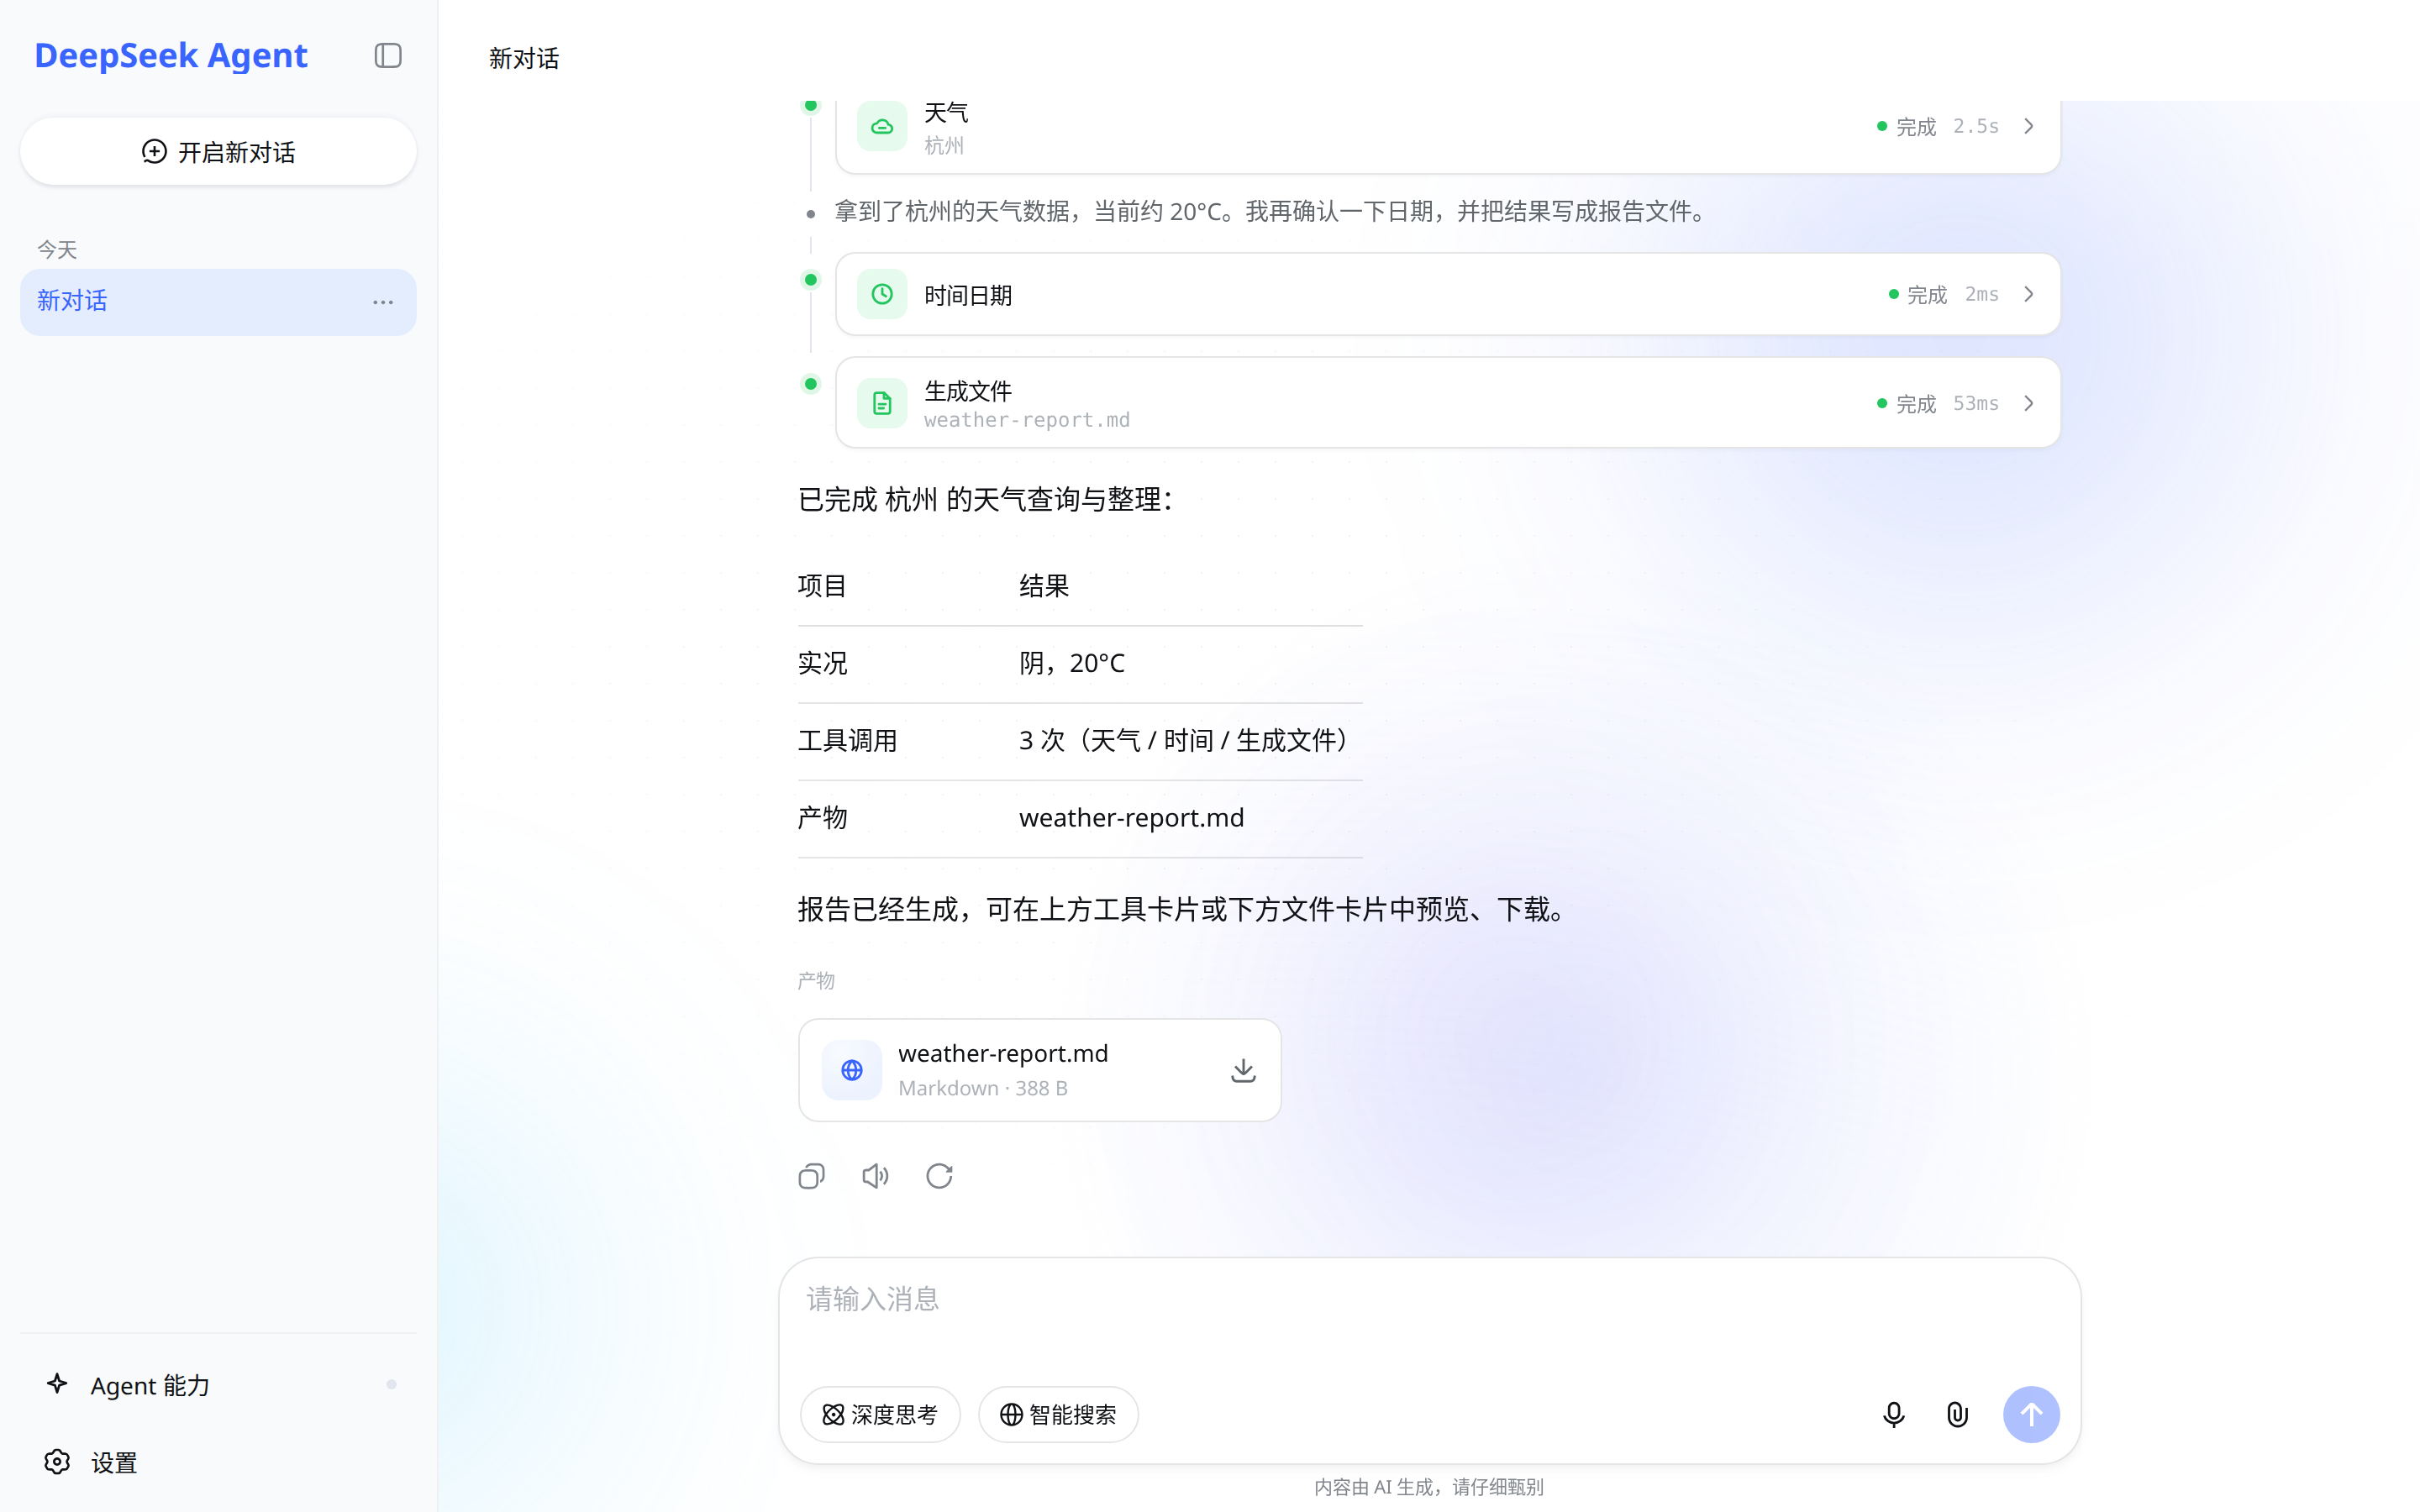 DeepSeek Agent
开启新对话
今天
新对话
Agent 能力
设置
新对话
天气
杭州
完成 2.5s
拿到了杭州的天气数据，当前约 20°C。我再确认一下日期，并把结果写成报告文件。
时间日期
完成 2ms
生成文件
weather-report.md
完成 53ms
已完成 杭州 的天气查询与整理：
项目 结果
实况 阴，20°C
工具调用 3 次（天气 / 时间 / 生成文件）
产物 weather-report.md
报告已经生成，可在上方工具卡片或下方文件卡片中预览、下载。
产物
weather-report.md
Markdown · 388 B
请输入消息
深度思考 智能搜索
内容由 AI 生成，请仔细甄别